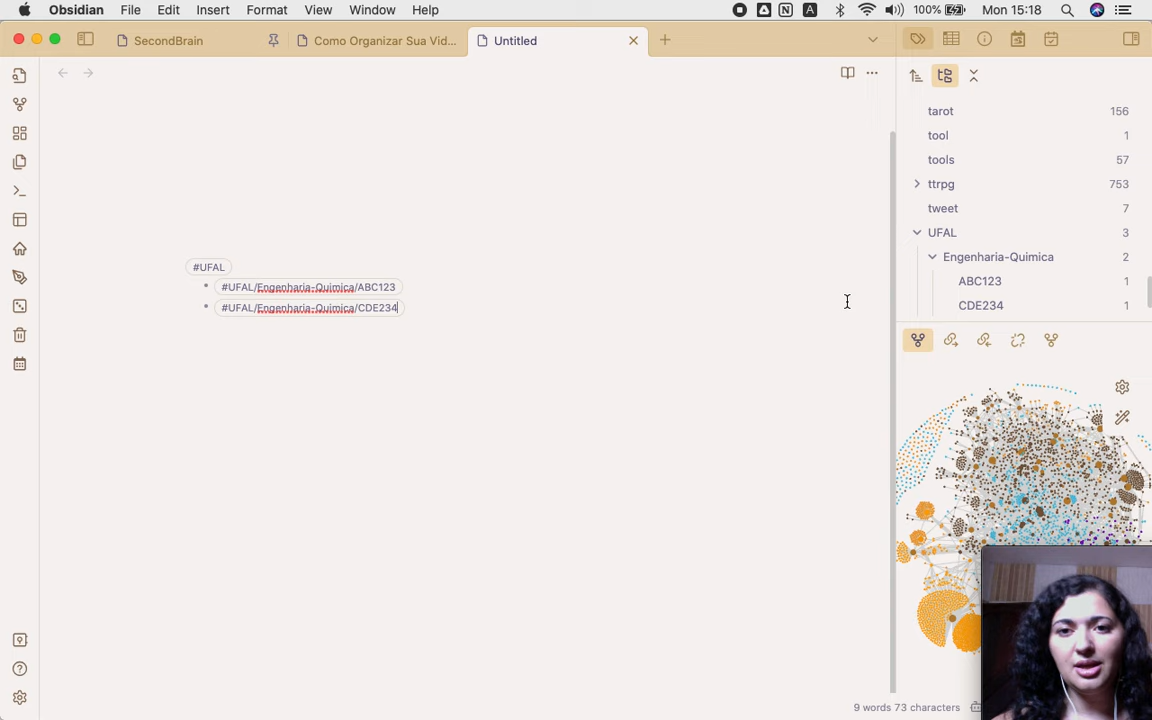 Obsidian File Edit Insert Format View Window Help 100% Mon 15:18
SecondBrain Como Organizar Sua Vid... Untitled
tarot 156
tool 1
tools 57
ttrpg 753
tweet 7
UFAL 3
Engenharia-Quimica 2
ABC123 1
CDE234 1
#UFAL
#UFAL/Engenharia-Quimica/ABC123
#UFAL/Engenharia-Quimica/CDE234
9 words 73 characters